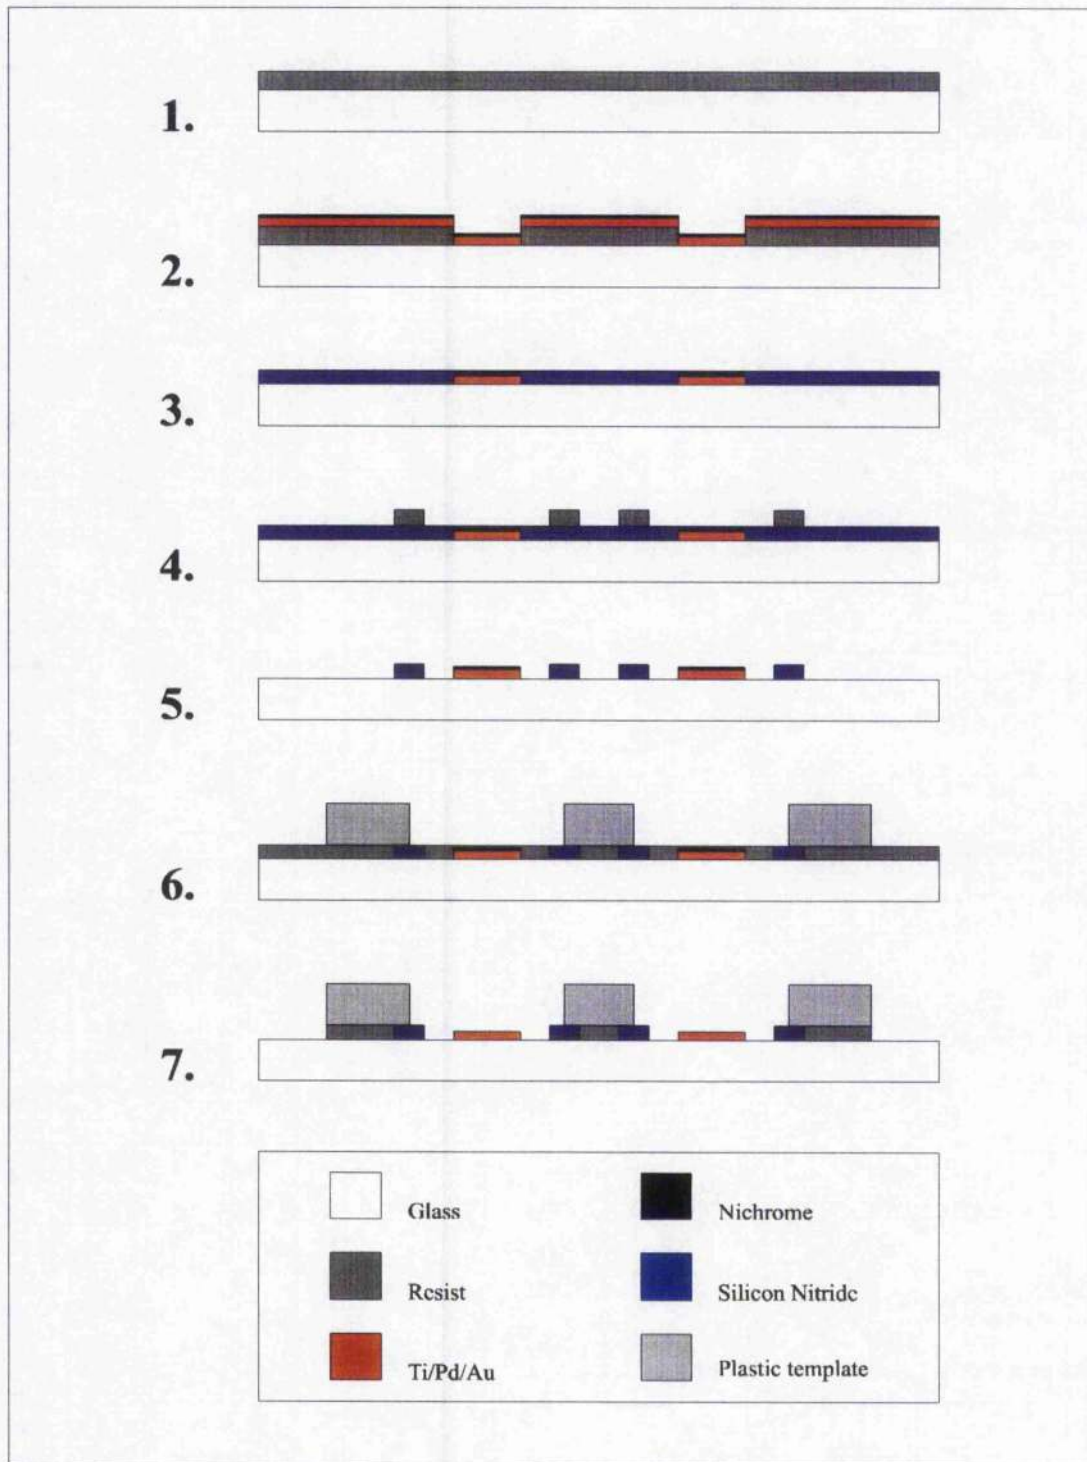 1.
2.
3.
4.
5.
6.
7.
Glass
Nichrome
Resist
Silicon Nitride
Ti/Pd/Au
Plastic template